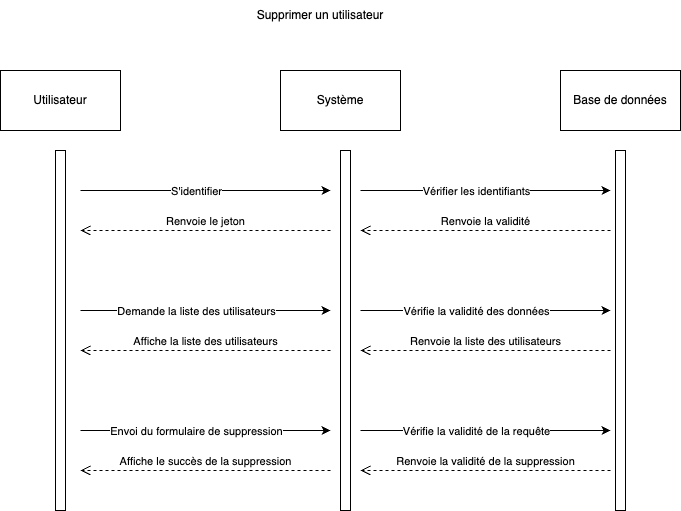 Supprimer un utilisateur
Utilisateur
Système
Base de données
S'identifier
Vérifier les identifiants
Renvoie le jeton
Renvoie la validité
Demande la liste des utilisateurs
Vérifie la validité des données
Affiche la liste des utilisateurs
Renvoie la liste des utilisateurs
Envoi du formulaire de suppression
Vérifie la validité de la requête
Affiche le succès de la suppression
Renvoie la validité de la suppression